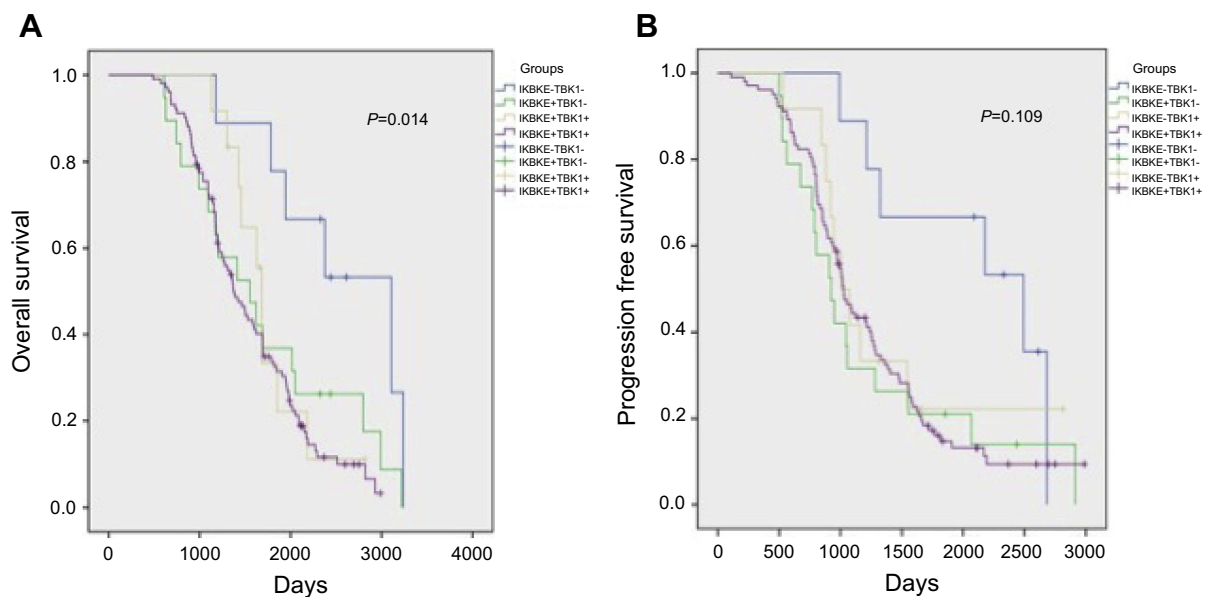 A
Overall survival
1.0
0.8
0.6
0.4
0.2
0.0
P=0.014
0 1000 2000 3000 4000
Days
Groups
IKBKE-TBK1-
IKBKE+TBK1-
IKBKE+TBK1+
IKBKE+TBK1+
IKBKE-TBK1-
IKBKE+TBK1-
IKBKE+TBK1+
IKBKE+TBK1+
B
Progression free survival
1.0
0.8
0.6
0.4
0.2
0.0
P=0.109
0 500 1000 1500 2000 2500 3000
Days
Groups
IKBKE-TBK1-
IKBKE+TBK1-
IKBKE-TBK1+
IKBKE+TBK1+
IKBKE-TBK1-
IKBKE+TBK1-
IKBKE-TBK1+
IKBKE+TBK1+